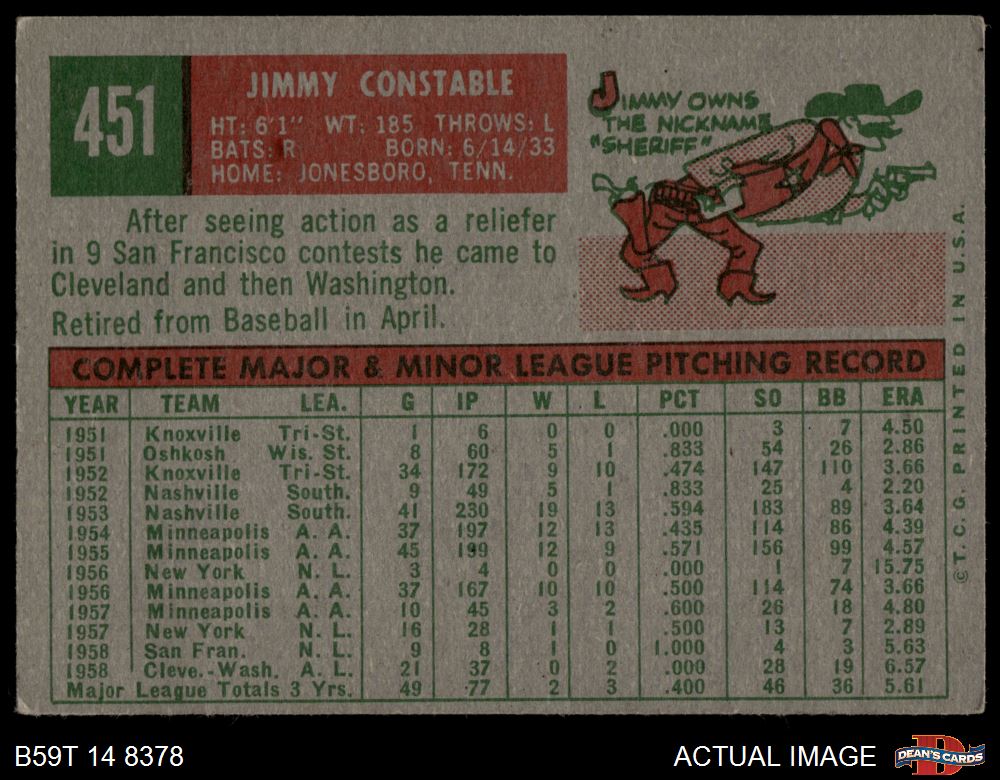 451
JIMMY CONSTABLE
HT: 6'1" WT: 185 THROWS: L
BATS: R BORN: 6/14/33
HOME: JONESBORO, TENN.
JIMMY OWNS
THE NICKNAME
"SHERIFF"
After seeing action as a reliefer
in 9 San Francisco contests he came to
Cleveland and then Washington.
Retired from Baseball in April.
COMPLETE MAJOR & MINOR LEAGUE PITCHING RECORD
YEAR TEAM LEA. G IP W L PCT SO BB ERA
1951 Knoxville Tri-St. 1 6 0 0 .000 3 7 4.50
1951 Oshkosh Wis. St. 8 60 5 1 .833 54 26 2.86
1952 Knoxville Tri-St. 34 172 9 10 .474 147 110 3.66
1952 Nashville South. 9 49 5 1 .833 25 4 2.20
1953 Nashville South. 41 230 19 13 .594 183 89 3.64
1954 Minneapolis A. A. 37 197 12 13 .435 114 86 4.39
1955 Minneapolis A. A. 45 199 12 9 .571 156 99 4.57
1956 New York N. L. 3 4 0 0 .000 1 7 15.75
1956 Minneapolis A. A. 37 167 10 10 .500 114 74 3.66
1957 Minneapolis A. A. 10 45 3 2 .600 26 18 4.80
1957 New York N. L. 16 28 1 1 .500 13 7 2.89
1958 San Fran. N. L. 9 8 1 0 1.000 4 3 5.63
1958 Cleve.-Wash. A. L. 21 37 0 2 .000 28 19 6.57
Major League Totals 3 Yrs. 49 77 2 3 .400 46 36 5.61
© T. C. G. PRINTED IN U.S.A.
B59T 14 8378
ACTUAL IMAGE
D
DEAN'S CARDS